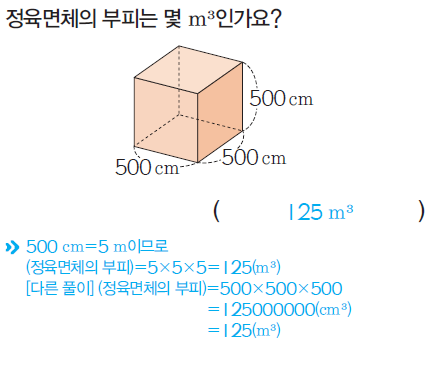 정육면체의 부피는 몇 m³인가요?
500 cm
500 cm
500 cm
( 125 m³ )
500 cm=5 m이므로
(정육면체의 부피)=5×5×5=125(m³)
[다른 풀이] (정육면체의 부피)=500×500×500
=125000000(cm³)
=125(m³)